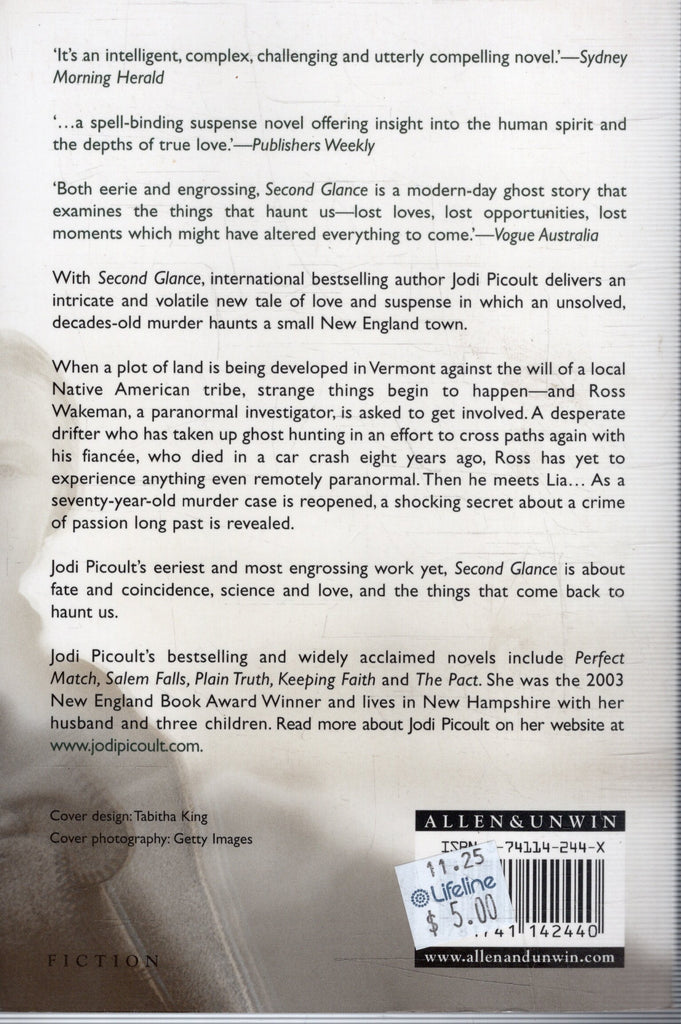 ‘It’s an intelligent, complex, challenging and utterly compelling novel.’—Sydney
Morning Herald
‘...a spell-binding suspense novel offering insight into the human spirit and
the depths of true love.’—Publishers Weekly
‘Both eerie and engrossing, Second Glance is a modern-day ghost story that
examines the things that haunt us—lost loves, lost opportunities, lost
moments which might have altered everything to come.’—Vogue Australia
With Second Glance, international bestselling author Jodi Picoult delivers an
intricate and volatile new tale of love and suspense in which an unsolved,
decades-old murder haunts a small New England town.
When a plot of land is being developed in Vermont against the will of a local
Native American tribe, strange things begin to happen—and Ross
Wakeman, a paranormal investigator, is asked to get involved. A desperate
drifter who has taken up ghost hunting in an effort to cross paths again with
his fiancée, who died in a car crash eight years ago, Ross has yet to
experience anything even remotely paranormal. Then he meets Lia... As a
seventy-year-old murder case is reopened, a shocking secret about a crime
of passion long past is revealed.
Jodi Picoult’s eeriest and most engrossing work yet, Second Glance is about
fate and coincidence, science and love, and the things that come back to
haunt us.
Jodi Picoult’s bestselling and widely acclaimed novels include Perfect
Match, Salem Falls, Plain Truth, Keeping Faith and The Pact. She was the 2003
New England Book Award Winner and lives in New Hampshire with her
husband and three children. Read more about Jodi Picoult on her website at
www.jodipicoult.com.
Cover design: Tabitha King
Cover photography: Getty Images
ALLEN & UNWIN
ISBN -74114-244-X
11.25
Lifeline
$ 5.00
41 142440
www.allenandunwin.com
FICTION